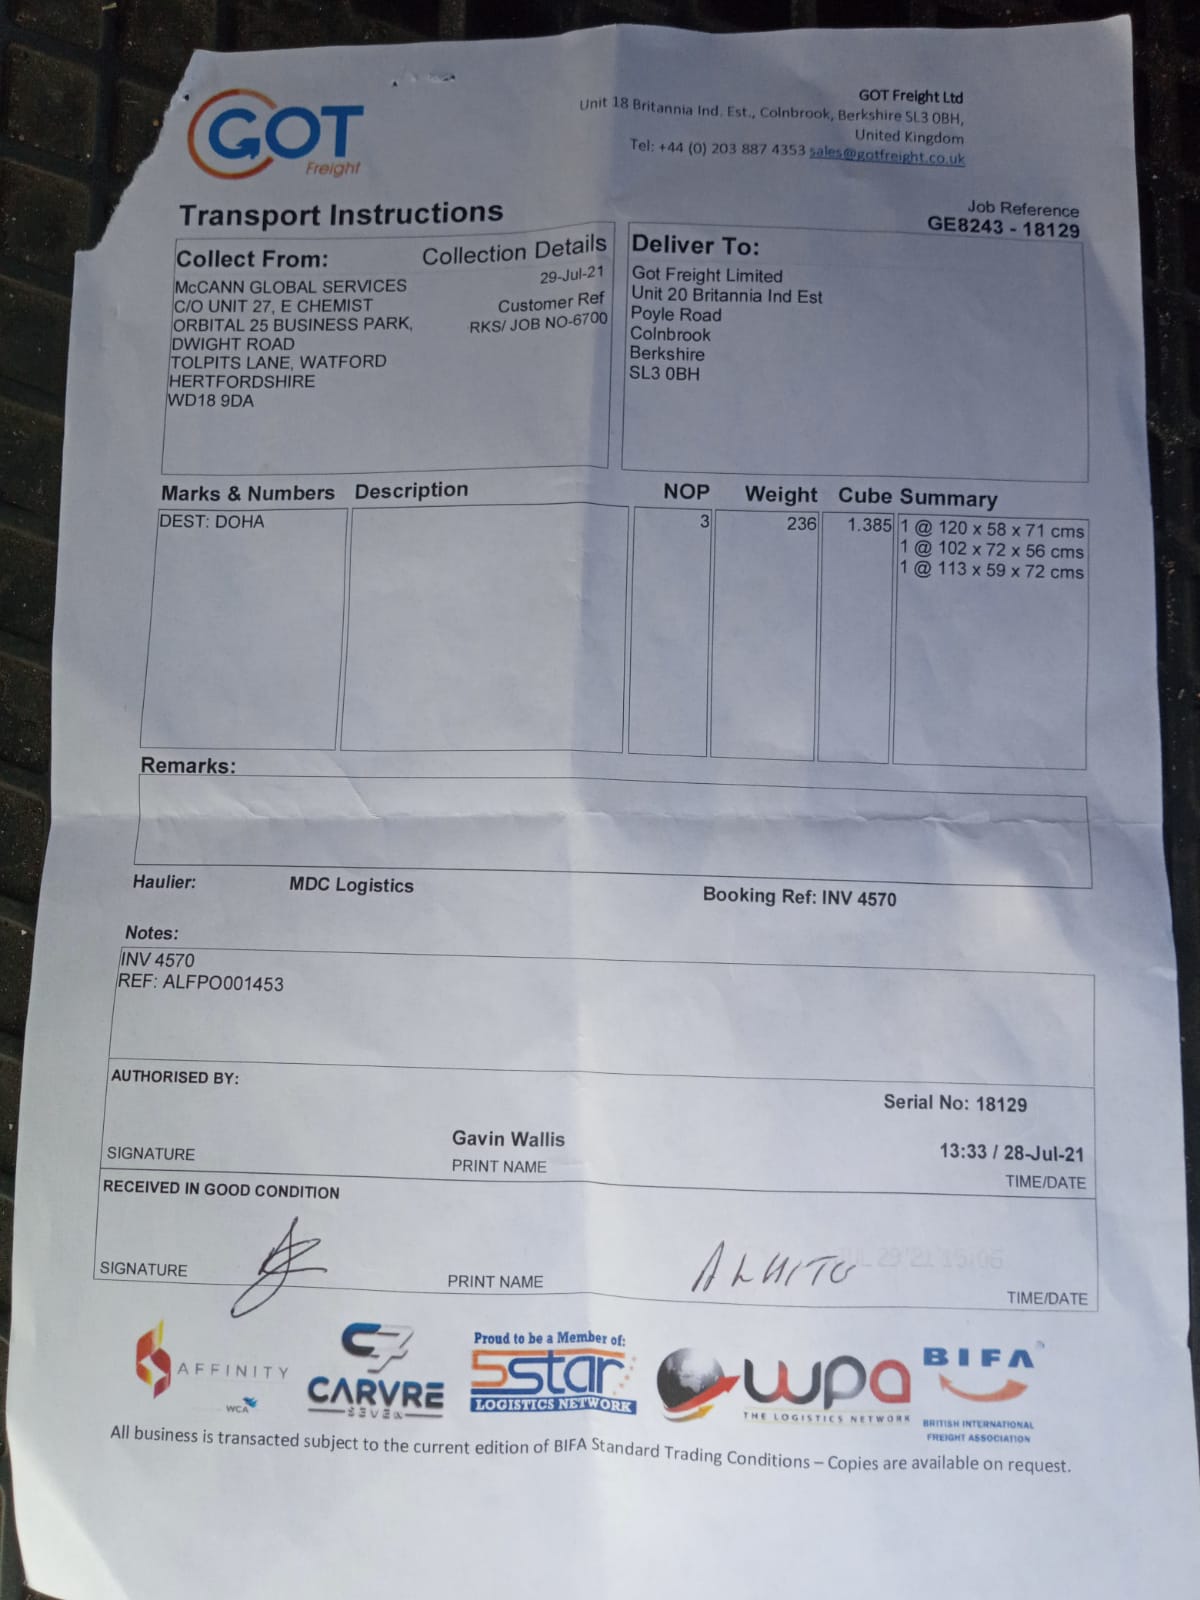 GOT
Freight
GOT Freight Ltd
Unit 18 Britannia Ind. Est., Colnbrook, Berkshire SL3 0BH,
United Kingdom
Tel: +44 (0) 203 887 4353 sales@gotfreight.co.uk
Transport Instructions
Job Reference
GE8243 - 18129
Collect From:
Collection Details
McCANN GLOBAL SERVICES
C/O UNIT 27, E CHEMIST
ORBITAL 25 BUSINESS PARK,
DWIGHT ROAD
TOLPITS LANE, WATFORD
HERTFORDSHIRE
WD18 9DA
29-Jul-21
Customer Ref
RKS/ JOB NO-6700
Deliver To:
Got Freight Limited
Unit 20 Britannia Ind Est
Poyle Road
Colnbrook
Berkshire
SL3 0BH
Marks & Numbers Description NOP Weight Cube Summary
DEST: DOHA 3 236 1.385 1 @ 120 x 58 x 71 cms
1 @ 102 x 72 x 56 cms
1 @ 113 x 59 x 72 cms
Remarks:
Haulier: MDC Logistics Booking Ref: INV 4570
Notes:
INV 4570
REF: ALFPO001453
AUTHORISED BY:
Serial No: 18129
Gavin Wallis
13:33 / 28-Jul-21
SIGNATURE PRINT NAME TIME/DATE
RECEIVED IN GOOD CONDITION
JUL 29 '21 15:06
SIGNATURE PRINT NAME TIME/DATE
AFFINITY
WCA
CARVRE
SEVEN
Proud to be a Member of:
5star
LOGISTICS NETWORK
wpa
THE LOGISTICS NETWORK
BIFA
BRITISH INTERNATIONAL
FREIGHT ASSOCIATION
All business is transacted subject to the current edition of BIFA Standard Trading Conditions – Copies are available on request.